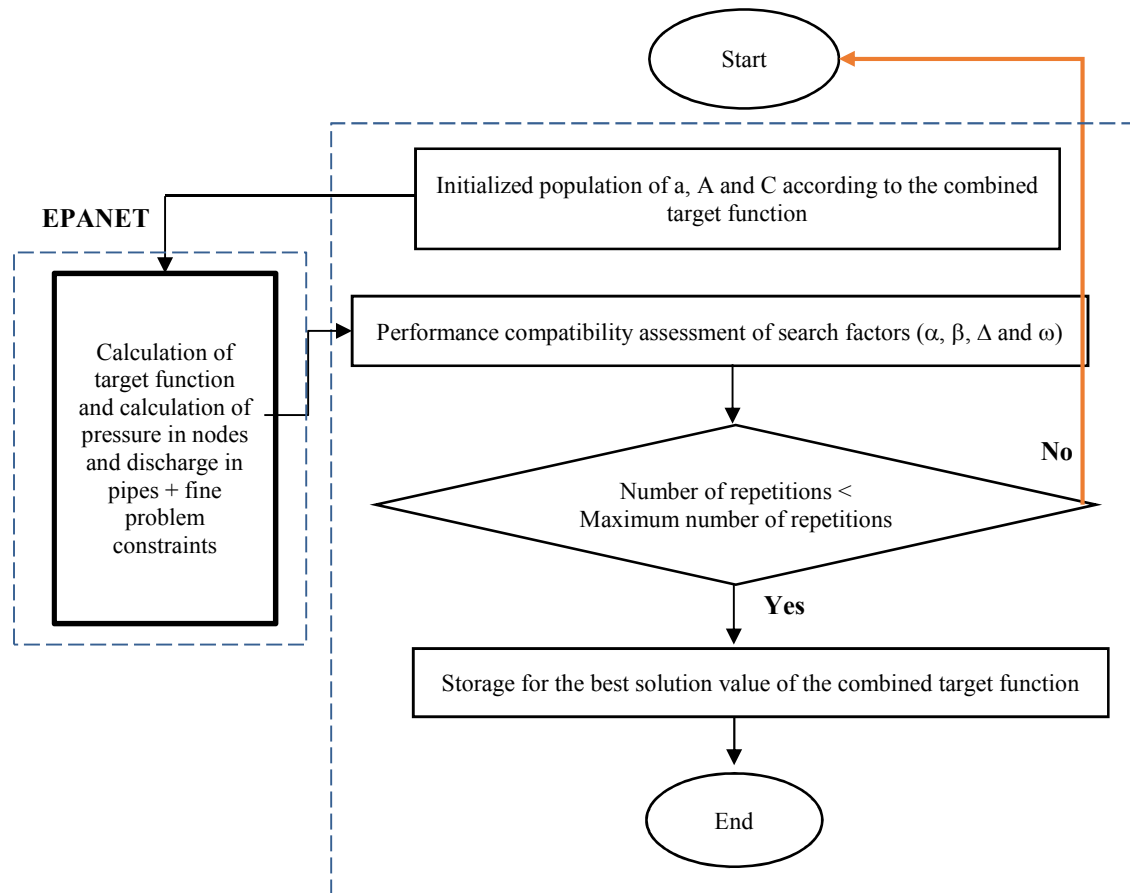 Start
Initialized population of a, A and C according to the combined
target function
EPANET
Calculation of
target function
and calculation of
pressure in nodes
and discharge in
pipes + fine
problem
constraints
Performance compatibility assessment of search factors (α, β, Δ and ω)
No
Number of repetitions <
Maximum number of repetitions
Yes
Storage for the best solution value of the combined target function
End